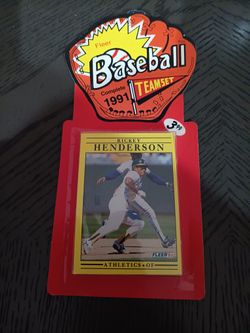 Fleer
Baseball
Complete
1991
TEAMSET
RICKEY
HENDERSON
FLEER
ATHLETICS • OF